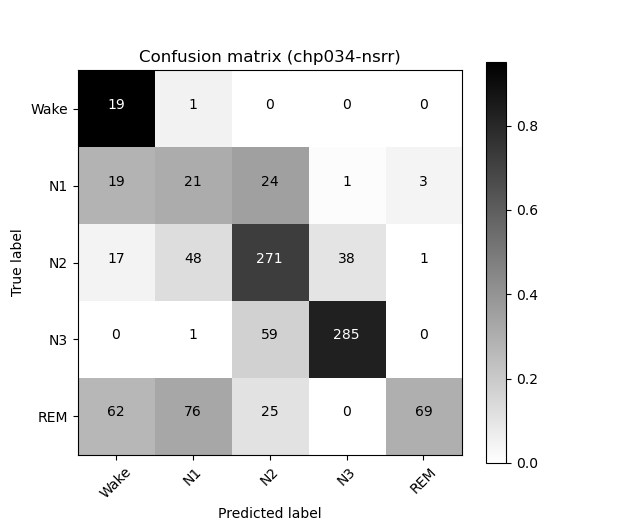 Confusion matrix (chp034-nsrr)
True label
Wake 19 1 0 0 0
N1 19 21 24 1 3
N2 17 48 271 38 1
N3 0 1 59 285 0
REM 62 76 25 0 69
Wake N1 N2 N3 REM
Predicted label
0.8
0.6
0.4
0.2
0.0